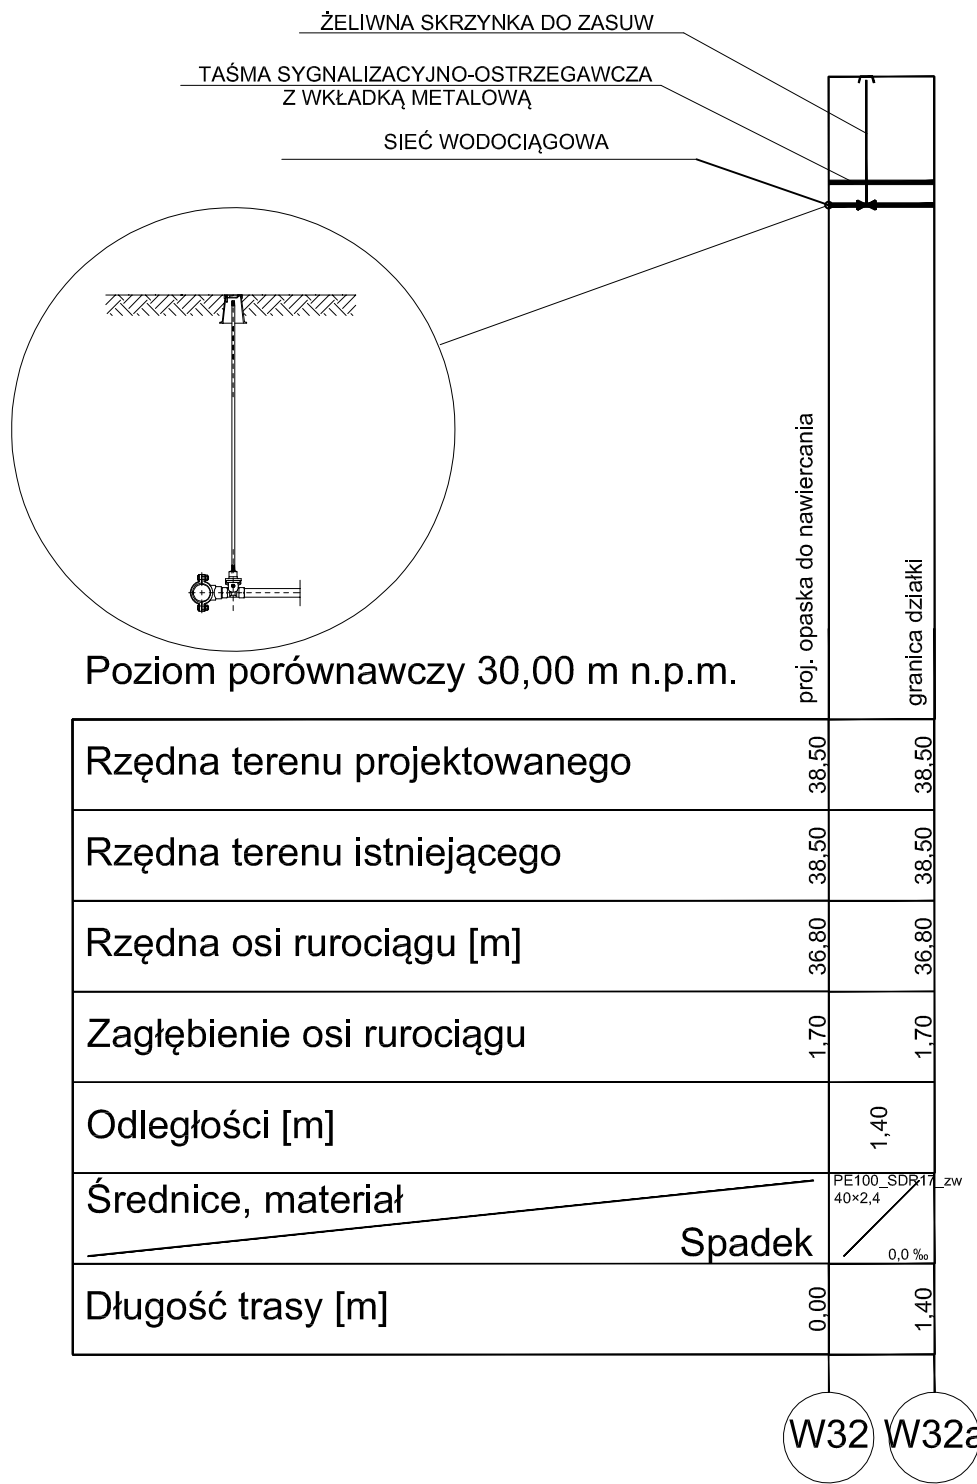 ŻELIWNA SKRZYNKA DO ZASUW
TAŚMA SYGNALIZACYJNO-OSTRZEGAWCZA
Z WKŁADKĄ METALOWĄ
SIEĆ WODOCIĄGOWA
proj. opaska do nawiercania
granica działki
Poziom porównawczy 30,00 m n.p.m.
Rzędna terenu projektowanego 38,50 38,50
Rzędna terenu istniejącego 38,50 38,50
Rzędna osi rurociągu [m] 36,80 36,80
Zagłębienie osi rurociągu 1,70 1,70
Odległości [m] 1,40
Średnice, materiał PE100_SDR17_zw
40×2,4
Spadek 0,0 ‰
Długość trasy [m] 0,00 1,40
W32 W32a